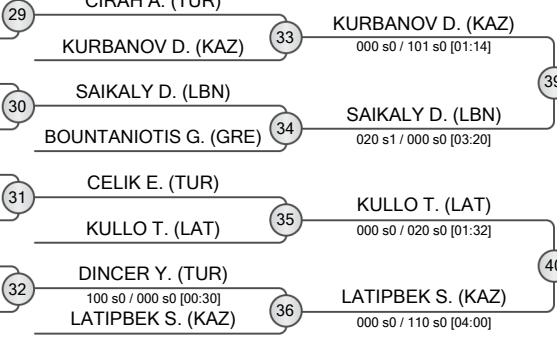 29
CIRAH A. (TUR)
KURBANOV D. (KAZ)
33
KURBANOV D. (KAZ)
000 s0 / 101 s0 [01:14]
39
30
SAIKALY D. (LBN)
BOUNTANIOTIS G. (GRE)
34
SAIKALY D. (LBN)
020 s1 / 000 s0 [03:20]
31
CELIK E. (TUR)
KULLO T. (LAT)
35
KULLO T. (LAT)
000 s0 / 020 s0 [01:32]
40
32
DINCER Y. (TUR)
100 s0 / 000 s0 [00:30]
LATIPBEK S. (KAZ)
36
LATIPBEK S. (KAZ)
000 s0 / 110 s0 [04:00]